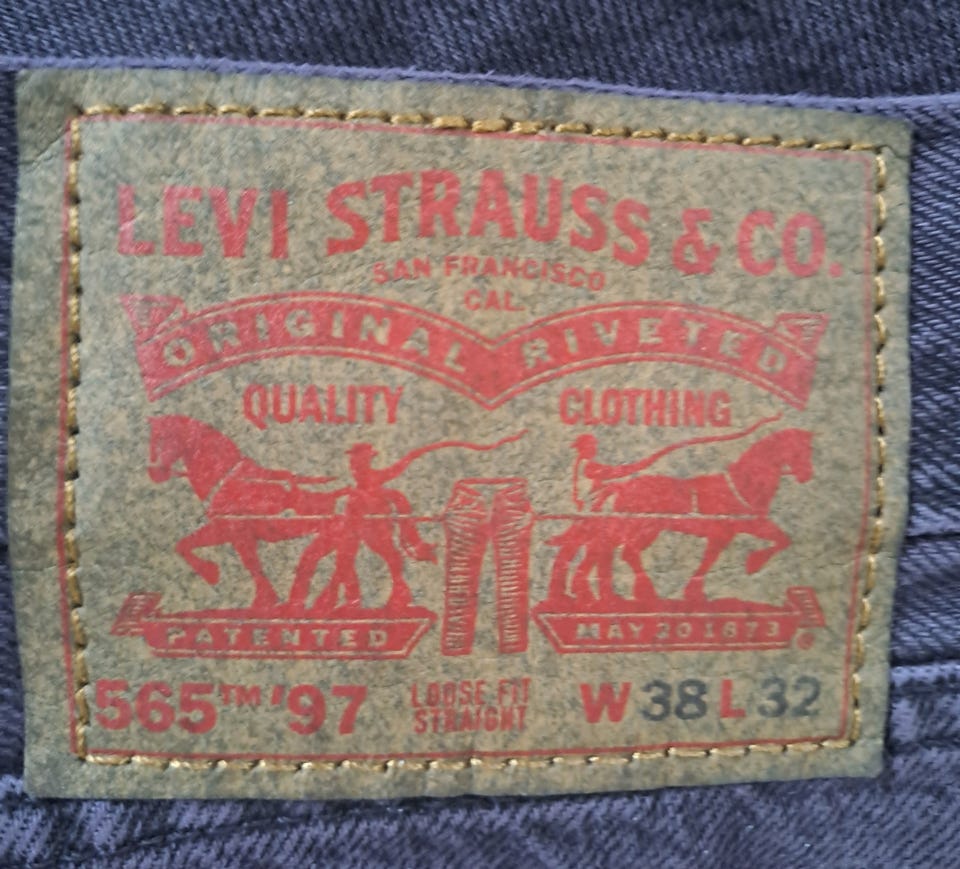 LEVI STRAUSS & CO.
SAN FRANCISCO
CAL.
ORIGINAL RIVETED
QUALITY CLOTHING
PATENTED MAY 20 1873
565™ '97 LOOSE FIT STRAIGHT W 38 L 32